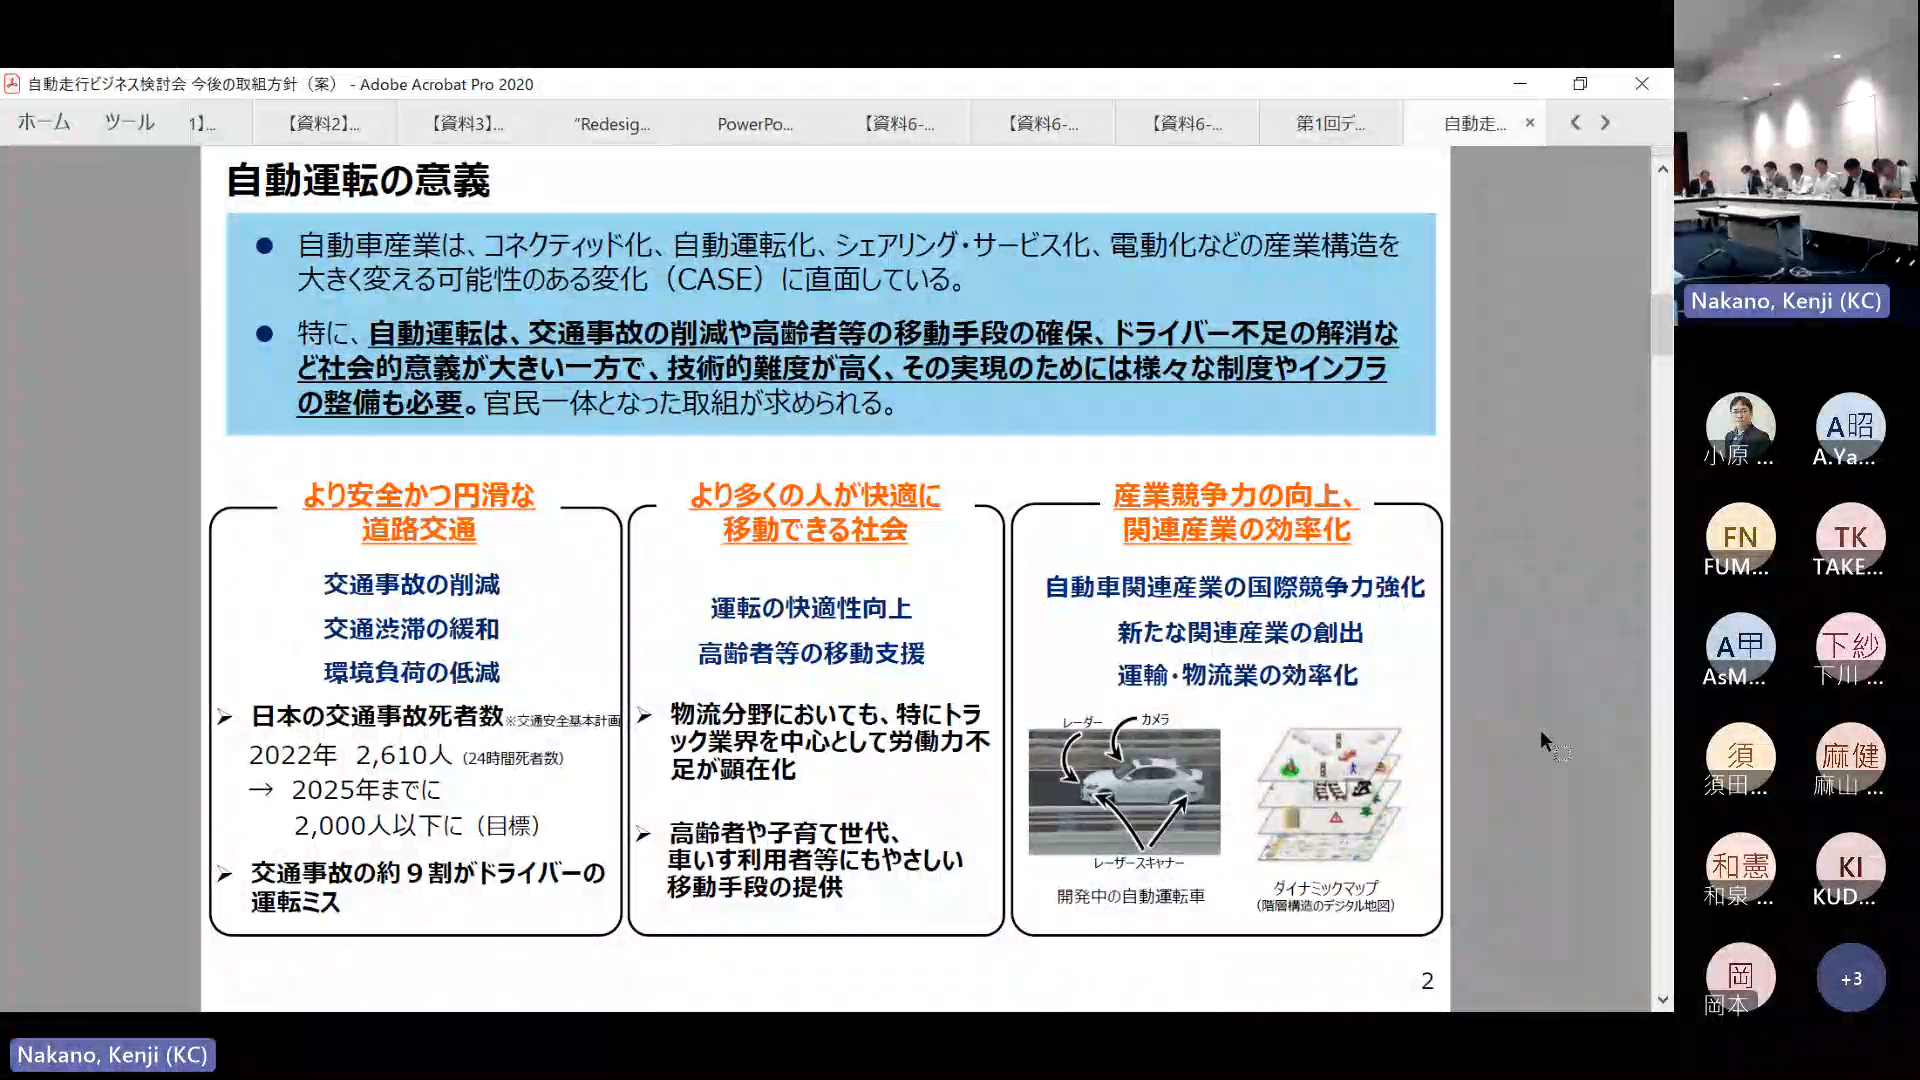 自動走行ビジネス検討会 今後の取組方針（案） - Adobe Acrobat Pro 2020
ホーム ツール 1】... 【資料2】... 【資料3】... “Redesig... PowerPo... 【資料6-... 【資料6-... 【資料6-... 第1回デ... 自動走... ×
自動運転の意義
● 自動車産業は、コネクティッド化、自動運転化、シェアリング・サービス化、電動化などの産業構造を
大きく変える可能性のある変化（CASE）に直面している。
● 特に、自動運転は、交通事故の削減や高齢者等の移動手段の確保、ドライバー不足の解消な
ど社会的意義が大きい一方で、技術的難度が高く、その実現のためには様々な制度やインフラ
の整備も必要。官民一体となった取組が求められる。
より安全かつ円滑な
道路交通
交通事故の削減
交通渋滞の緩和
環境負荷の低減
➢ 日本の交通事故死者数※交通安全基本計画
2022年 2,610人（24時間死者数）
→ 2025年までに
2,000人以下に（目標）
➢ 交通事故の約９割がドライバーの
運転ミス
より多くの人が快適に
移動できる社会
運転の快適性向上
高齢者等の移動支援
➢ 物流分野においても、特にトラ
ック業界を中心として労働力不
足が顕在化
➢ 高齢者や子育て世代、
車いす利用者等にもやさしい
移動手段の提供
産業競争力の向上、
関連産業の効率化
自動車関連産業の国際競争力強化
新たな関連産業の創出
運輸・物流業の効率化
レーダー カメラ
レーザースキャナー
開発中の自動運転車
ダイナミックマップ
（階層構造のデジタル地図）
2
Nakano, Kenji (KC)
Nakano, Kenji (KC)
小原 ...
A昭
A.Ya...
FN
FUM...
TK
TAKE...
A甲
AsM...
下紗
下川 ...
須
須田...
麻健
麻山 ...
和憲
和泉 ...
KI
KUD...
岡
岡本
+3